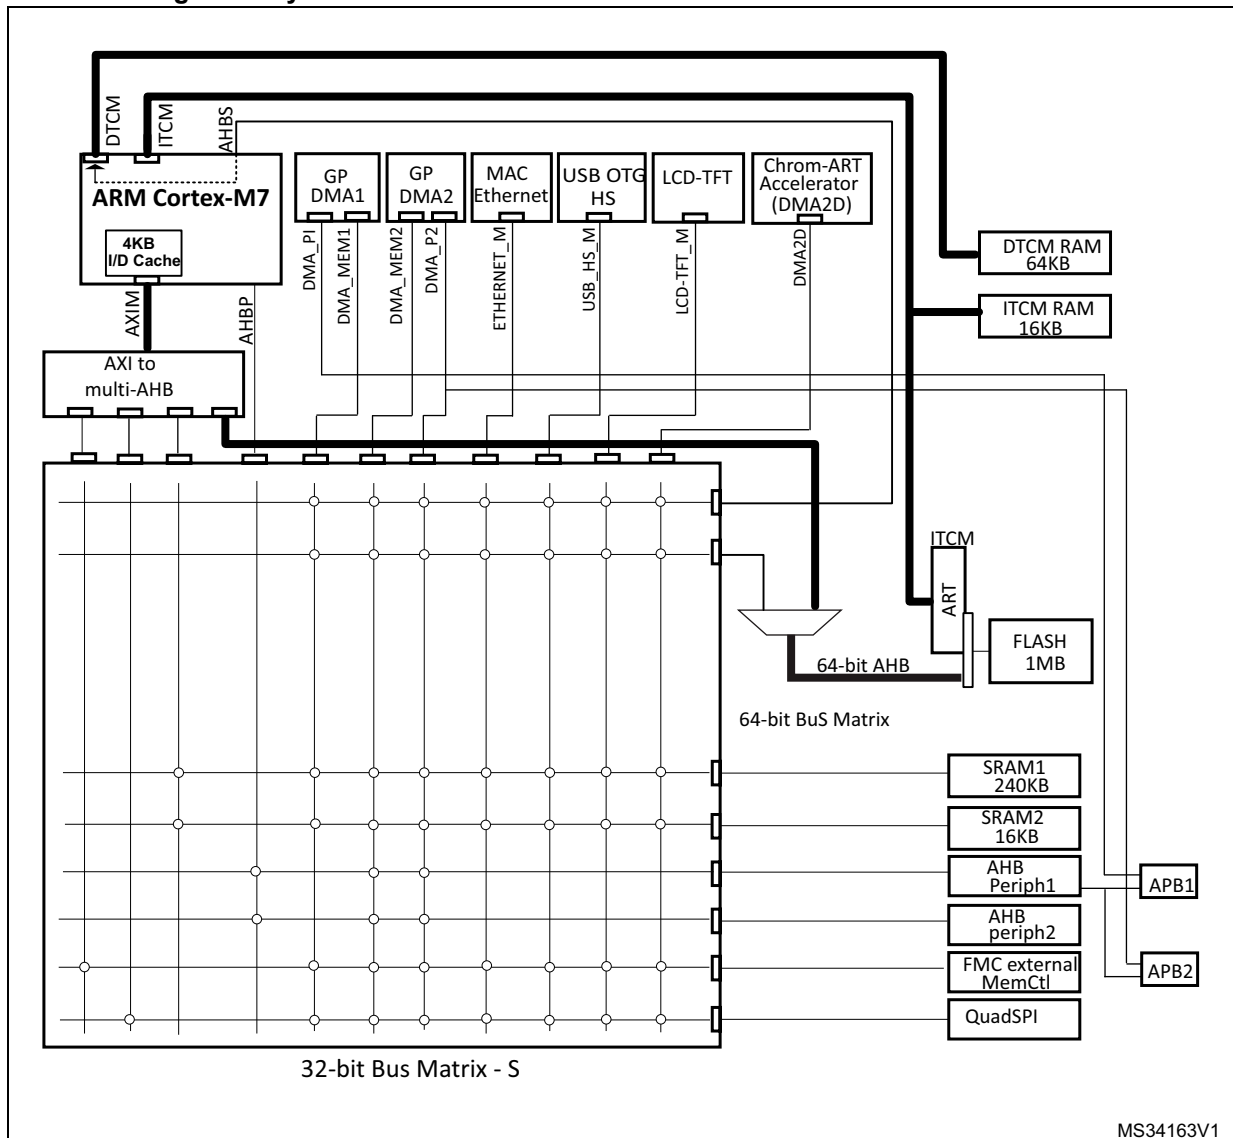 DTCM
ITCM
AHBS
ARM Cortex-M7
4KB
I/D Cache
GP
DMA1
GP
DMA2
MAC
Ethernet
USB OTG
HS
LCD-TFT
Chrom-ART
Accelerator
(DMA2D)
DTCM RAM
64KB
ITCM RAM
16KB
AXIM
AHBP
DMA_PI
DMA_MEM1
DMA_MEM2
DMA_P2
ETHERNET_M
USB_HS_M
LCD-TFT_M
DMA2D
AXI to
multi-AHB
ITCM
ART
FLASH
1MB
64-bit AHB
64-bit BuS Matrix
SRAM1
240KB
SRAM2
16KB
AHB
Periph1
APB1
AHB
periph2
FMC external
MemCtl
APB2
QuadSPI
32-bit Bus Matrix - S
MS34163V1